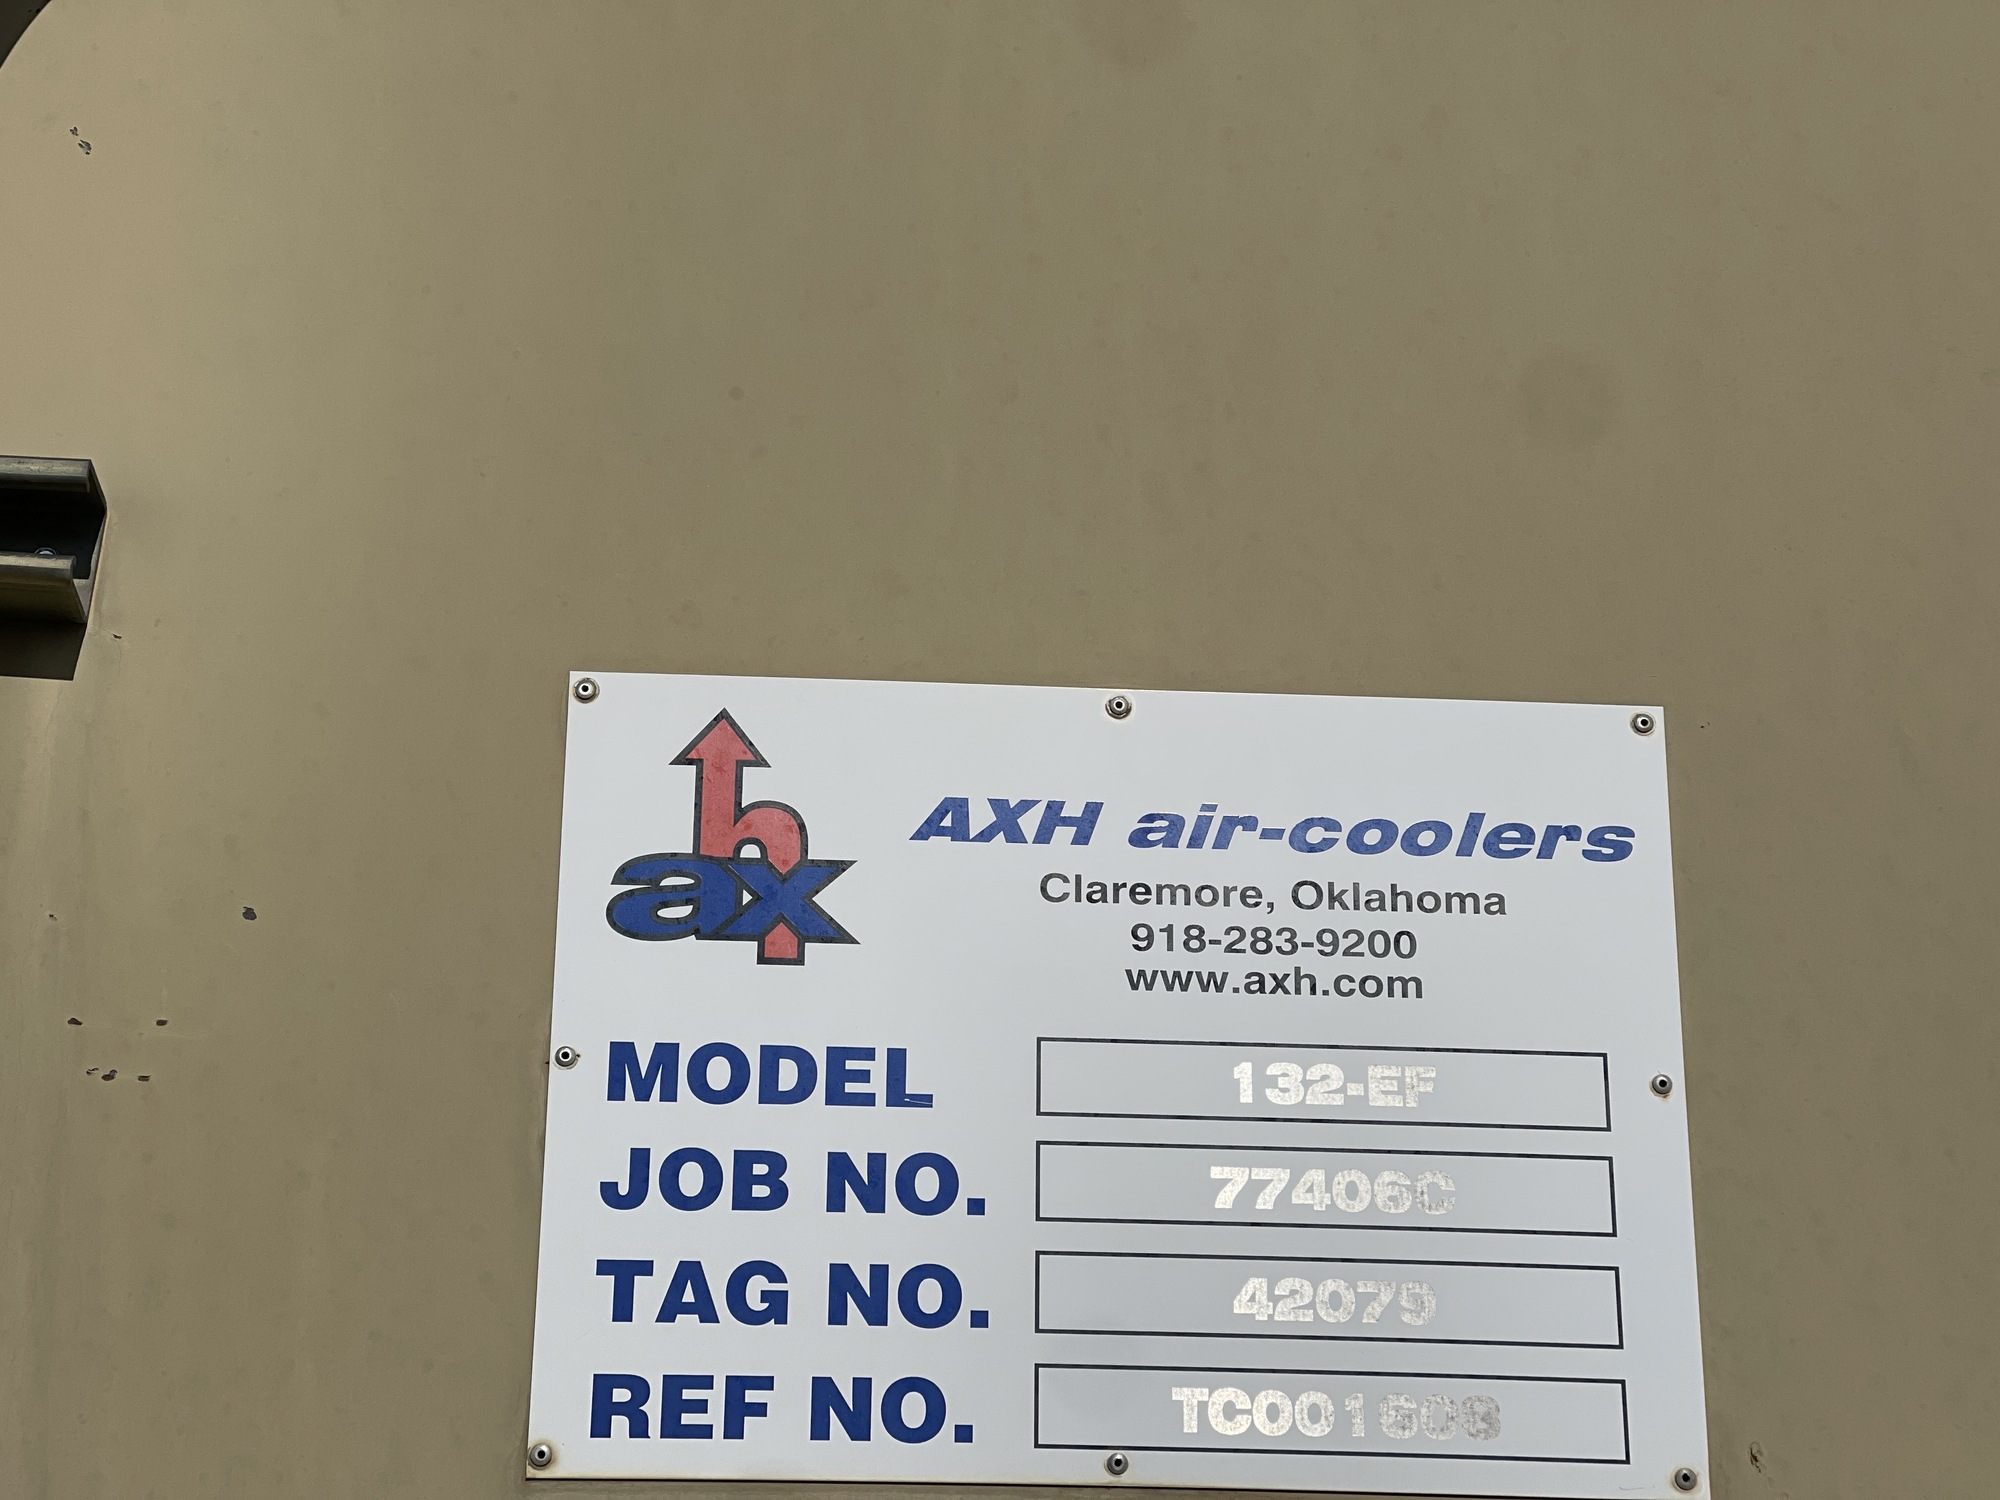 hax
AXH air-coolers
Claremore, Oklahoma
918-283-9200
www.axh.com
MODEL 132-EF
JOB NO. 77406C
TAG NO. 42079
REF NO.